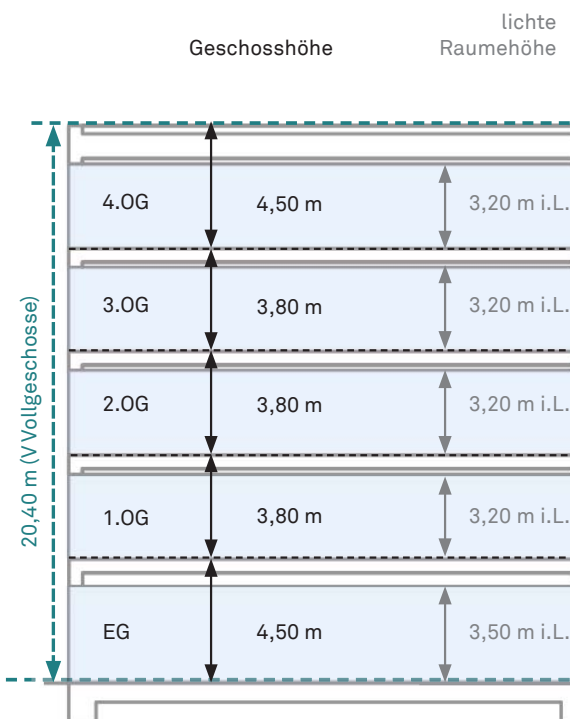 lichte
Geschosshöhe
Raumehöhe
4.OG
4,50 m
3,20 m i.L.
3.OG
3,80 m
3,20 m i.L.
2.OG
3,80 m
3,20 m i.L.
1.OG
3,80 m
3,20 m i.L.
EG
4,50 m
3,50 m i.L.
20,40 m (V Vollgeschosse)